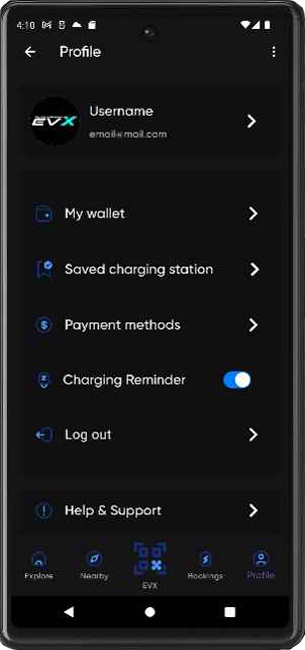 4:10
Profile
EVX
Username
email@mail.com
My wallet
Saved charging station
Payment methods
Charging Reminder
Log out
Help & Support
Explore
Nearby
EVX
Bookings
Profile